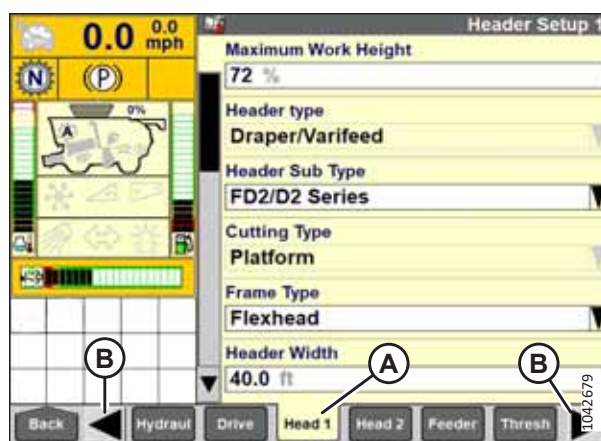 0.0 0.0 mph
Header Setup 1
N
P
0%
A
Maximum Work Height
72 %
Header type
Draper/Varifeed
Header Sub Type
FD2/D2 Series
Cutting Type
Platform
Frame Type
Flexhead
Header Width
40.0 ft
B
A
B
1042679
Back
Hydraul
Drive
Head 1
Head 2
Feeder
Thresh